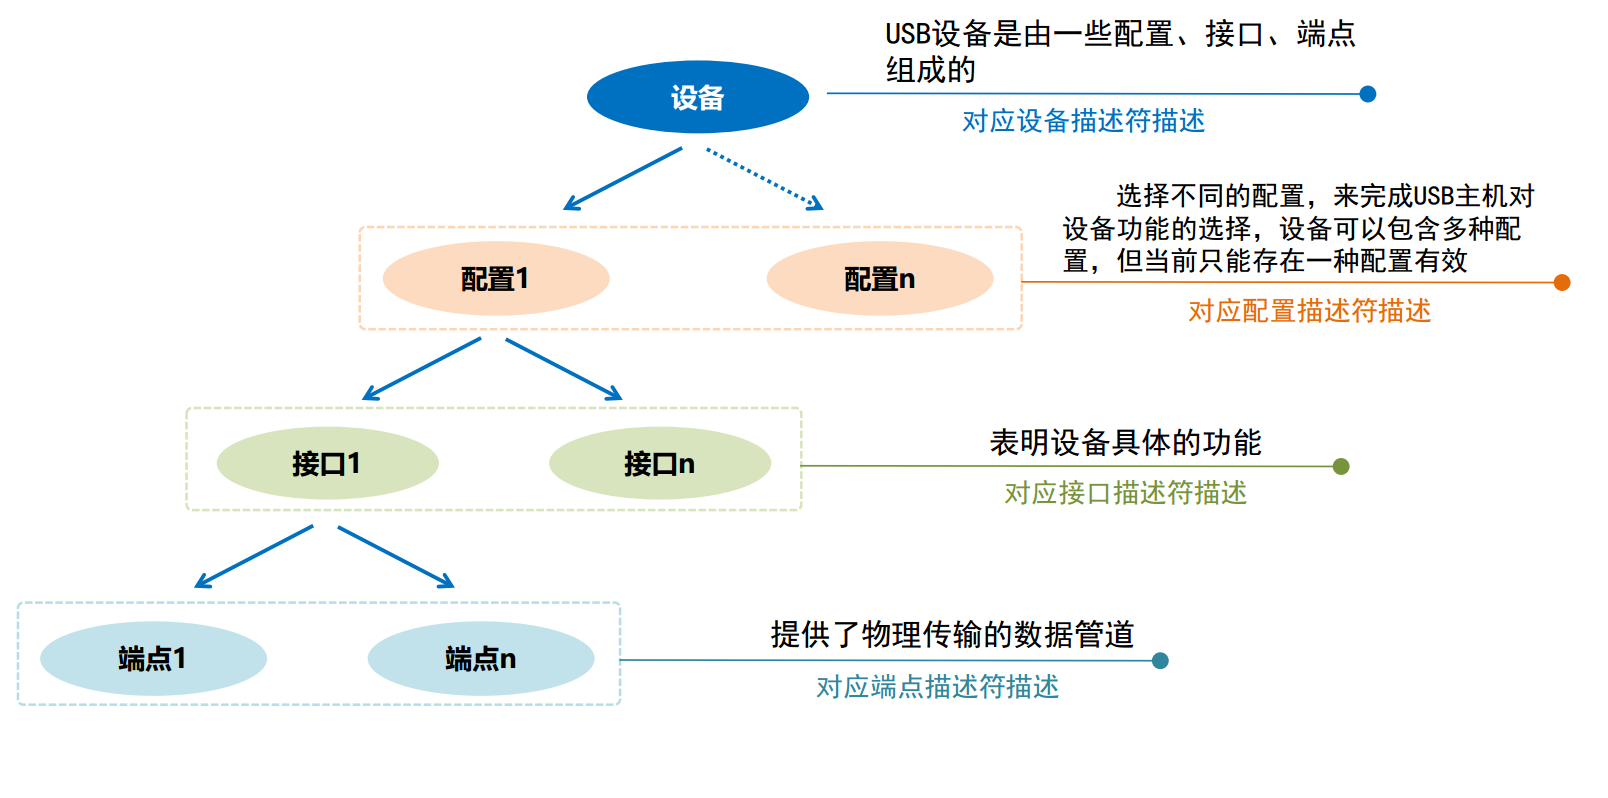 USB设备是由一些配置、接口、端点
组成的
设备
对应设备描述符描述
选择不同的配置，来完成USB主机对
设备功能的选择，设备可以包含多种配
置，但当前只能存在一种配置有效
配置1
配置n
对应配置描述符描述
表明设备具体的功能
接口1
接口n
对应接口描述符描述
提供了物理传输的数据管道
端点1
端点n
对应端点描述符描述